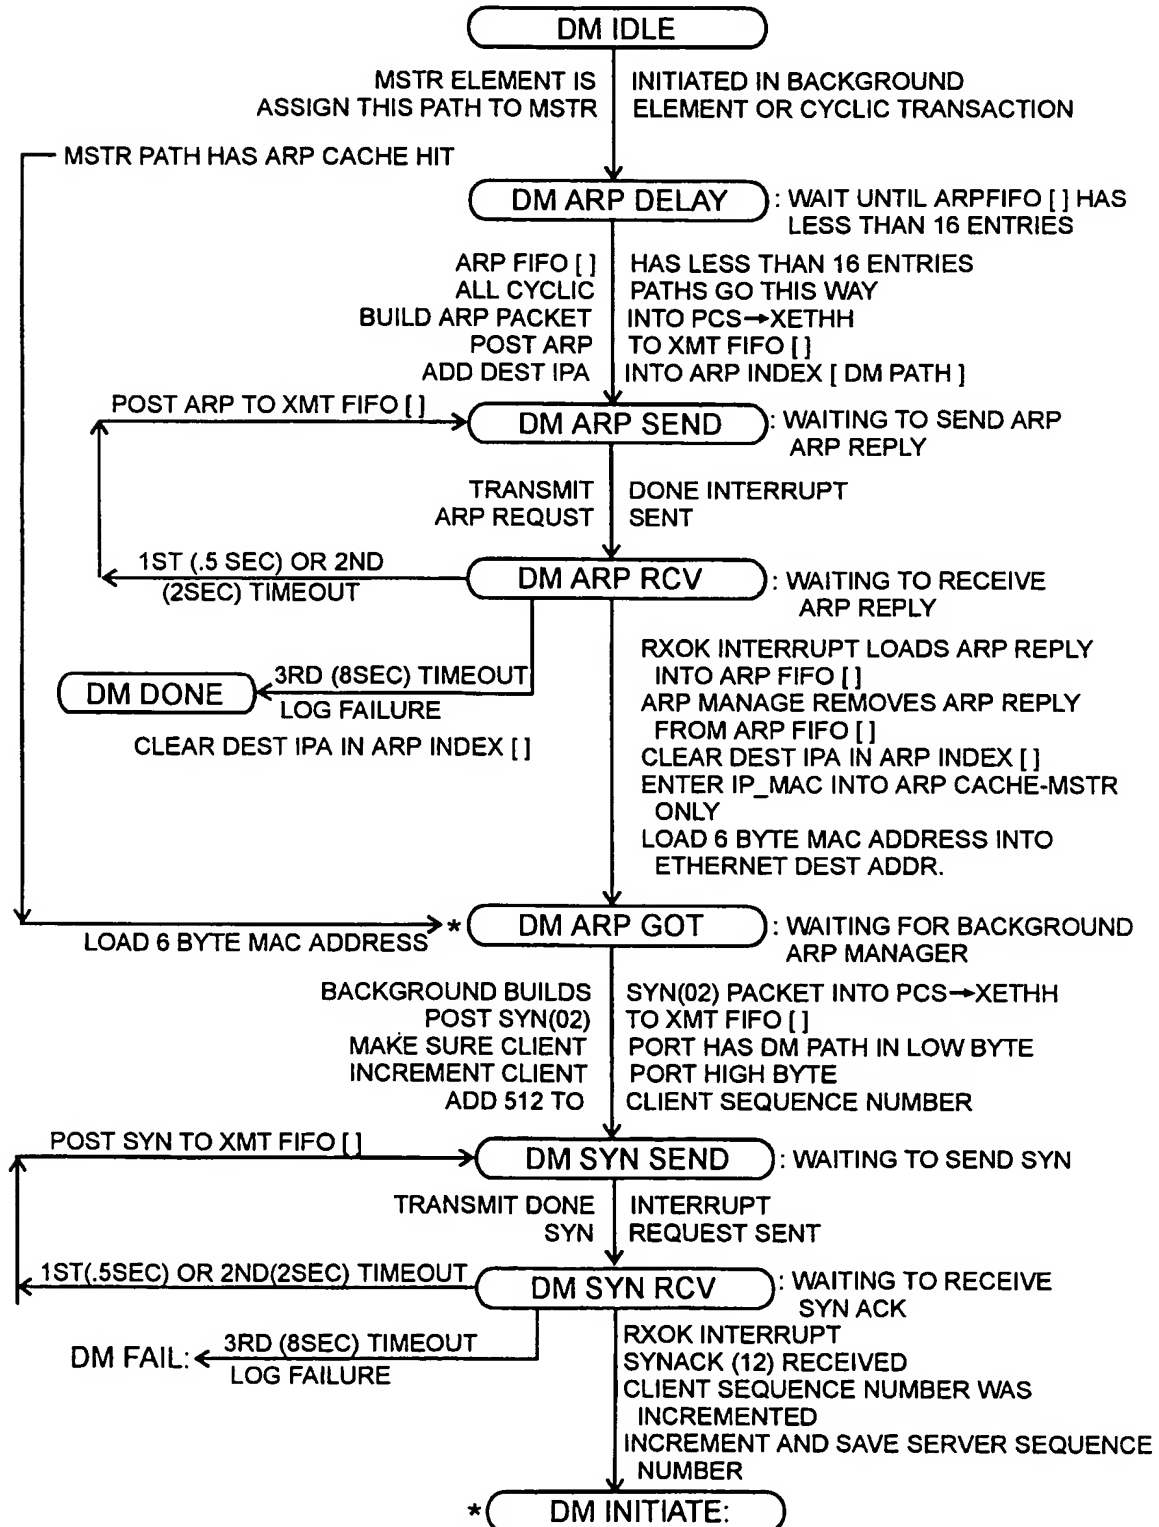 DM IDLE
MSTR ELEMENT IS INITIATED IN BACKGROUND
ASSIGN THIS PATH TO MSTR ELEMENT OR CYCLIC TRANSACTION
MSTR PATH HAS ARP CACHE HIT
DM ARP DELAY : WAIT UNTIL ARPFIFO [ ] HAS
LESS THAN 16 ENTRIES
ARP FIFO [ ] HAS LESS THAN 16 ENTRIES
ALL CYCLIC PATHS GO THIS WAY
BUILD ARP PACKET INTO PCS→XETHH
POST ARP TO XMT FIFO [ ]
ADD DEST IPA INTO ARP INDEX [ DM PATH ]
POST ARP TO XMT FIFO [ ]
DM ARP SEND : WAITING TO SEND ARP
ARP REPLY
TRANSMIT DONE INTERRUPT
ARP REQUST SENT
1ST (.5 SEC) OR 2ND
(2SEC) TIMEOUT
DM ARP RCV : WAITING TO RECEIVE
ARP REPLY
3RD (8SEC) TIMEOUT
DM DONE
LOG FAILURE
CLEAR DEST IPA IN ARP INDEX [ ]
RXOK INTERRUPT LOADS ARP REPLY
INTO ARP FIFO [ ]
ARP MANAGE REMOVES ARP REPLY
FROM ARP FIFO [ ]
CLEAR DEST IPA IN ARP INDEX [ ]
ENTER IP_MAC INTO ARP CACHE-MSTR
ONLY
LOAD 6 BYTE MAC ADDRESS INTO
ETHERNET DEST ADDR.
LOAD 6 BYTE MAC ADDRESS
* DM ARP GOT : WAITING FOR BACKGROUND
ARP MANAGER
BACKGROUND BUILDS SYN(02) PACKET INTO PCS→XETHH
POST SYN(02) TO XMT FIFO [ ]
MAKE SURE CLIENT PORT HAS DM PATH IN LOW BYTE
INCREMENT CLIENT PORT HIGH BYTE
ADD 512 TO CLIENT SEQUENCE NUMBER
POST SYN TO XMT FIFO [ ]
DM SYN SEND : WAITING TO SEND SYN
TRANSMIT DONE INTERRUPT
SYN REQUEST SENT
1ST(.5SEC) OR 2ND(2SEC) TIMEOUT
DM SYN RCV : WAITING TO RECEIVE
SYN ACK
3RD (8SEC) TIMEOUT
DM FAIL:
LOG FAILURE
RXOK INTERRUPT
SYNACK (12) RECEIVED
CLIENT SEQUENCE NUMBER WAS
INCREMENTED
INCREMENT AND SAVE SERVER SEQUENCE
NUMBER
* DM INITIATE: